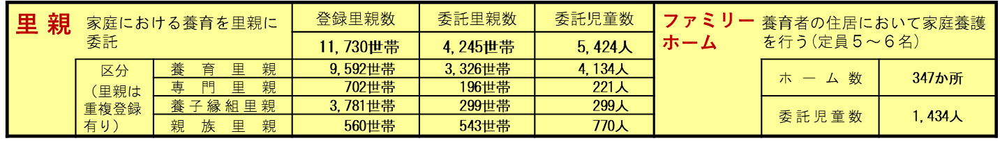 里親 家庭における養育を里親に
委託
登録里親数 委託里親数 委託児童数
11,730世帯 4,245世帯 5,424人
区分
（里親は
重複登録
有り）
養育里親 9,592世帯 3,326世帯 4,134人
専門里親 702世帯 196世帯 221人
養子縁組里親 3,781世帯 299世帯 299人
親族里親 560世帯 543世帯 770人
ファミリー
ホーム
養育者の住居において家庭養護
を行う（定員５～６名）
ホーム数 347か所
委託児童数 1,434人